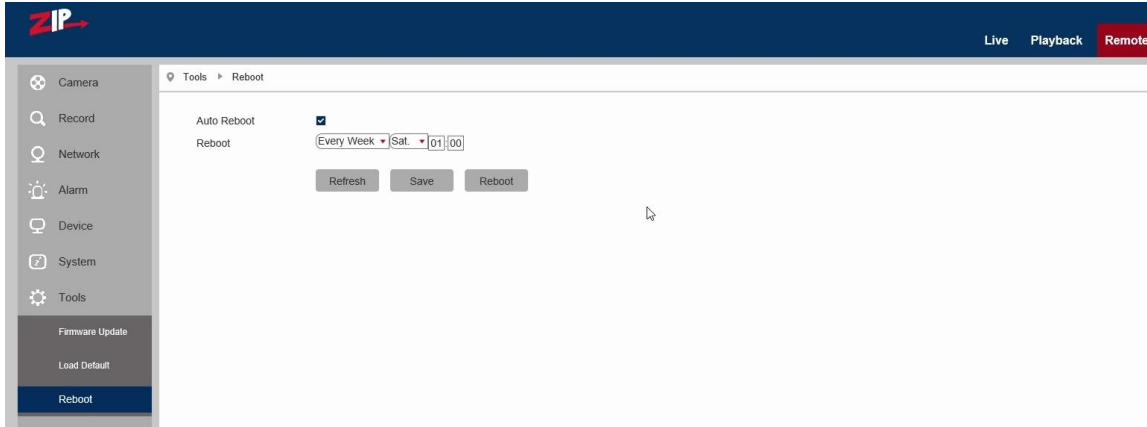 ZIP
Live Playback Remote
Camera
Record
Network
Alarm
Device
System
Tools
Firmware Update
Load Default
Reboot
Tools Reboot
Auto Reboot
Reboot Every Week Sat. 01:00
Refresh Save Reboot